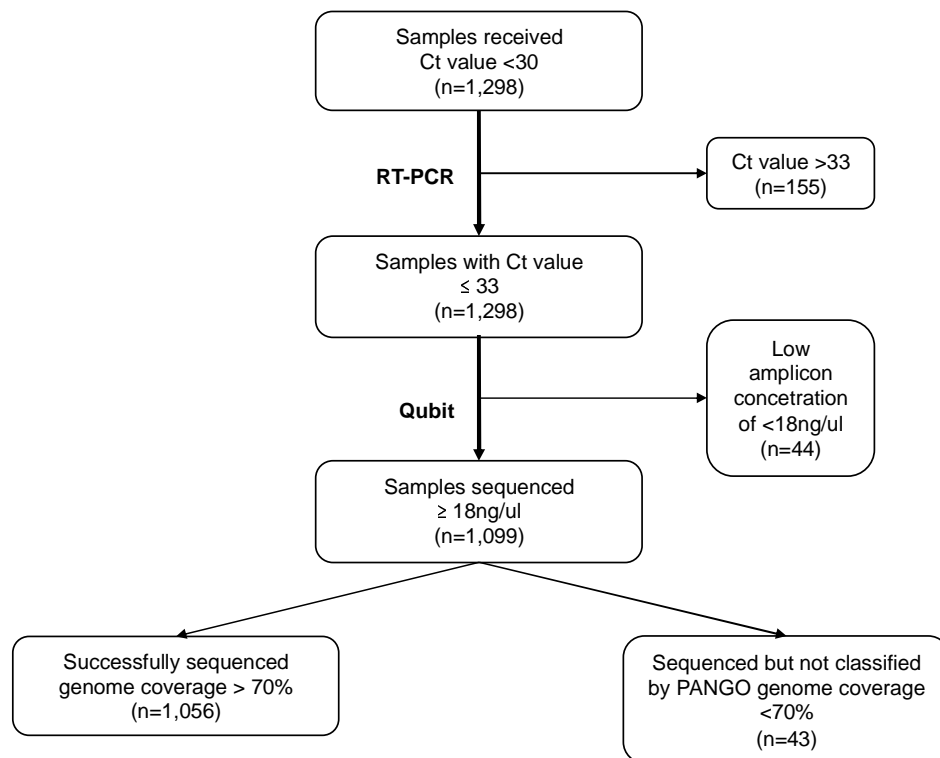 Samples received
Ct value <30
(n=1,298)
RT-PCR
Ct value >33
(n=155)
Samples with Ct value
≤ 33
(n=1,298)
Low
amplicon
concetration
of <18ng/ul
(n=44)
Qubit
Samples sequenced
≥ 18ng/ul
(n=1,099)
Successfully sequenced
genome coverage > 70%
(n=1,056)
Sequenced but not classified
by PANGO genome coverage
<70%
(n=43)